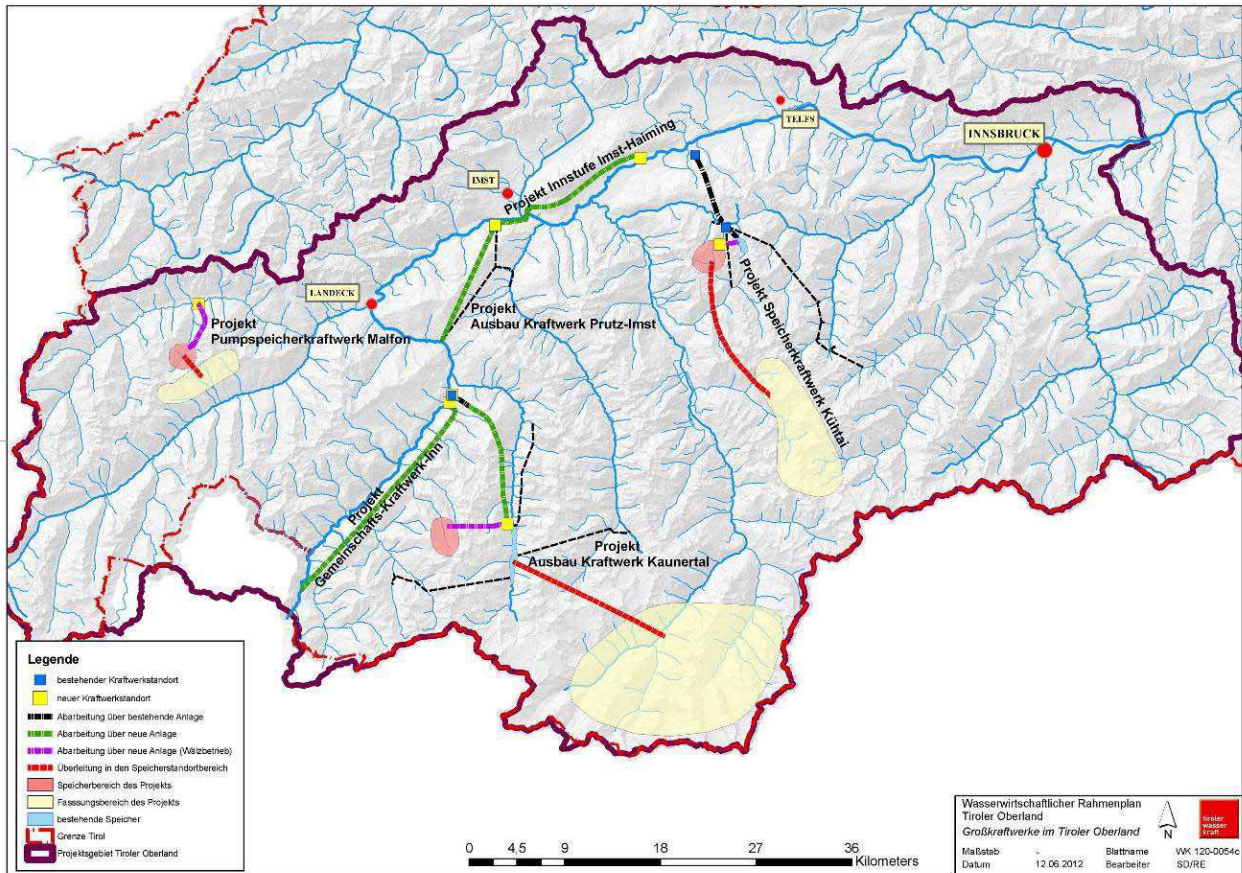 TELFS
INNSBRUCK
IMST
Projekt Innstufe Imst-Haiming
LANDECK
Projekt
Pumpspeicherkraftwerk Malfon
Projekt
Ausbau Kraftwerk Prutz-Imst
Projekt Speicherkraftwerk Kühtai
Projekt
Gemeinschafts-Kraftwerk-Inn
Projekt
Ausbau Kraftwerk Kaunertal
Legende
bestehender Kraftwerkstandort
neuer Kraftwerkstandort
Abarbeitung über bestehende Anlage
Abarbeitung über neue Anlage
Abarbeitung über neue Anlage (Wälzbetrieb)
Überleitung in den Speicherstandortbereich
Speicherbereich des Projekts
Fasssungsbereich des Projekts
bestehende Speicher
Grenze Tirol
Projektsgebiet Tiroler Oberland
0 4,5 9 18 27 36
Kilometers
Wasserwirtschaftlicher Rahmenplan
Tiroler Oberland
Großkraftwerke im Tiroler Oberland
N
tiroler
wasser
kraft
Maßstab - Blattname WK 120-0054c
Datum 12.06.2012 Bearbeiter SD/RE